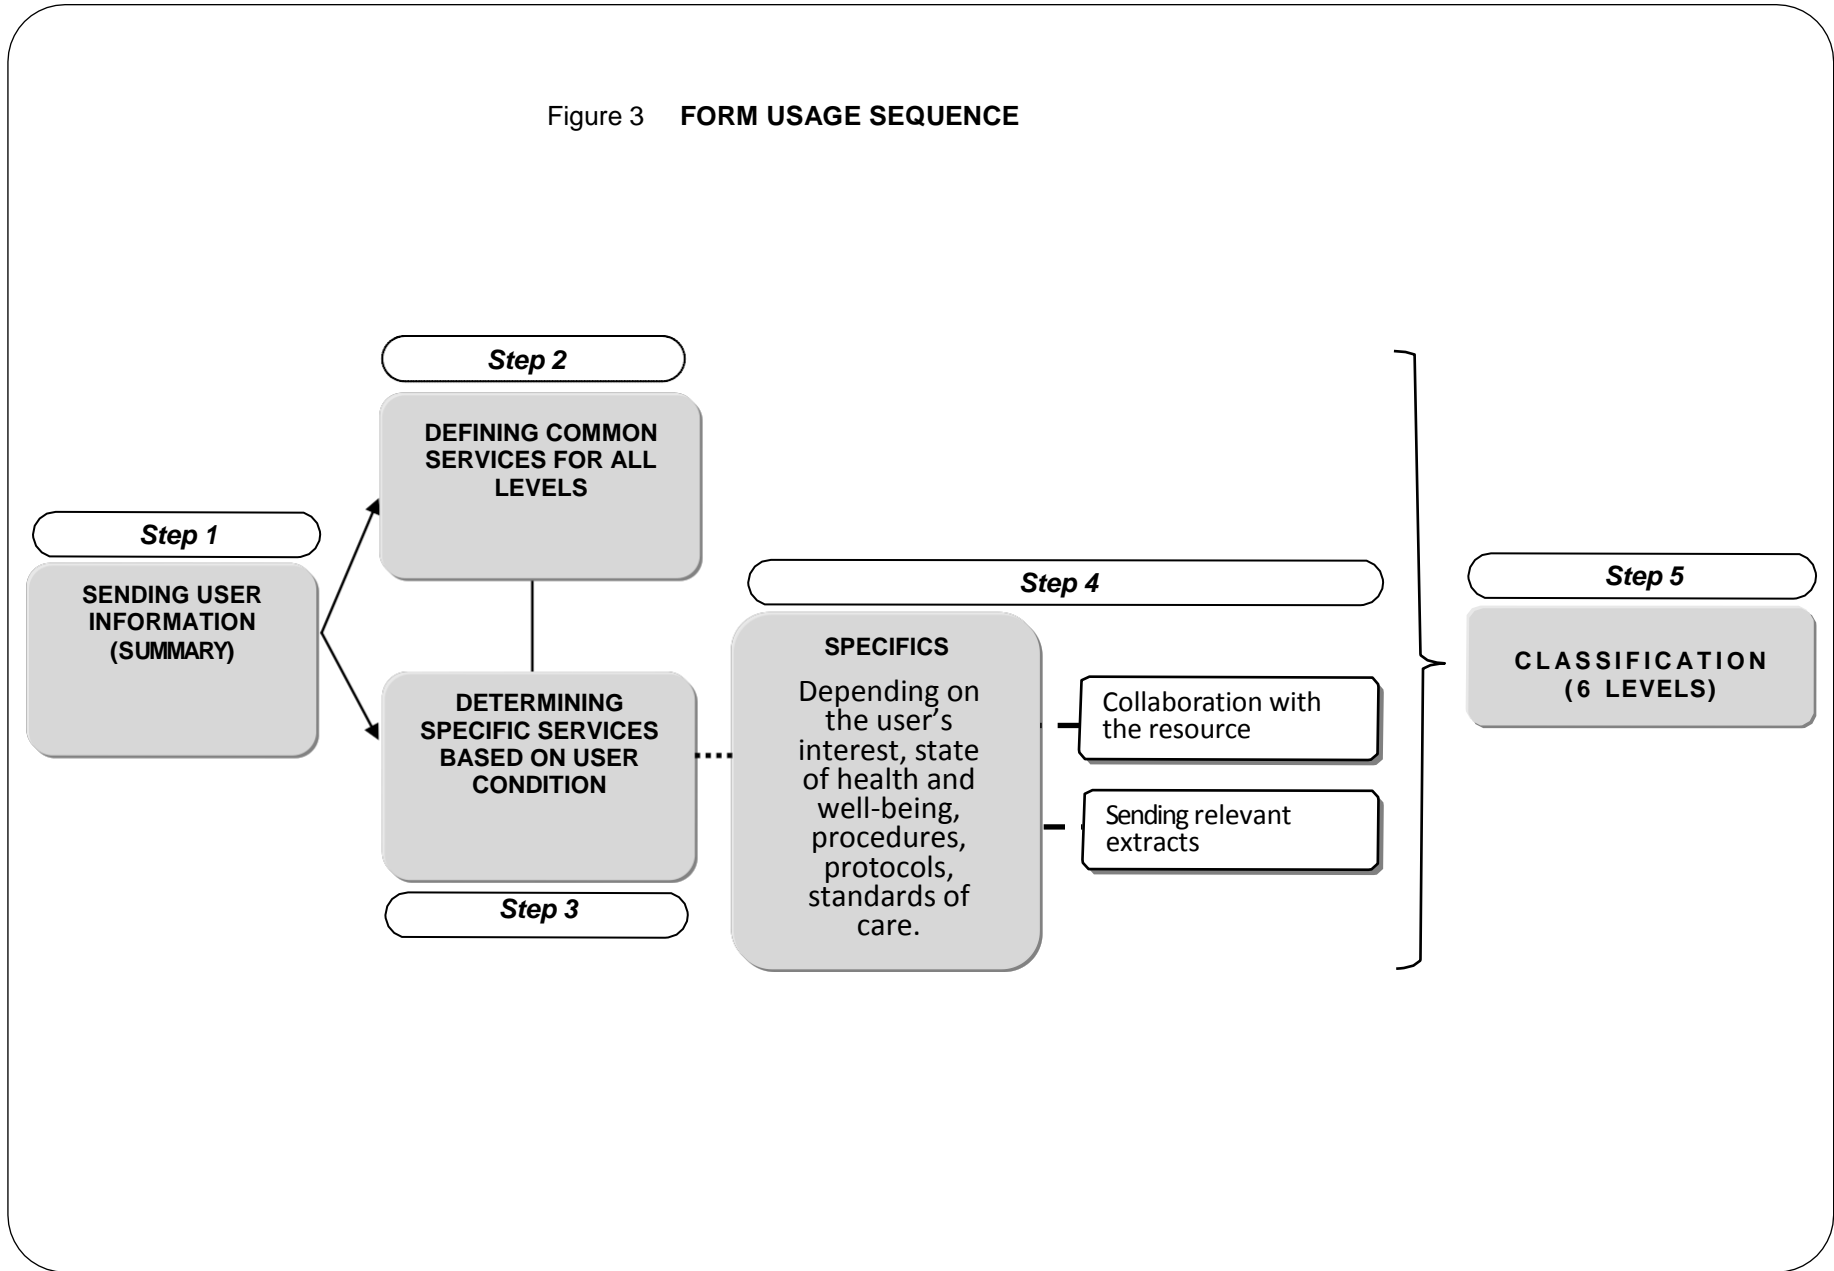 Figure 3 FORM USAGE SEQUENCE
Step 1
SENDING USER
INFORMATION
(SUMMARY)
Step 2
DEFINING COMMON
SERVICES FOR ALL
LEVELS
DETERMINING
SPECIFIC SERVICES
BASED ON USER
CONDITION
Step 3
Step 4
SPECIFICS
Depending on
the user’s
interest, state
of health and
well-being,
procedures,
protocols,
standards of
care.
Collaboration with
the resource
Sending relevant
extracts
Step 5
CLASSIFICATION
(6 LEVELS)